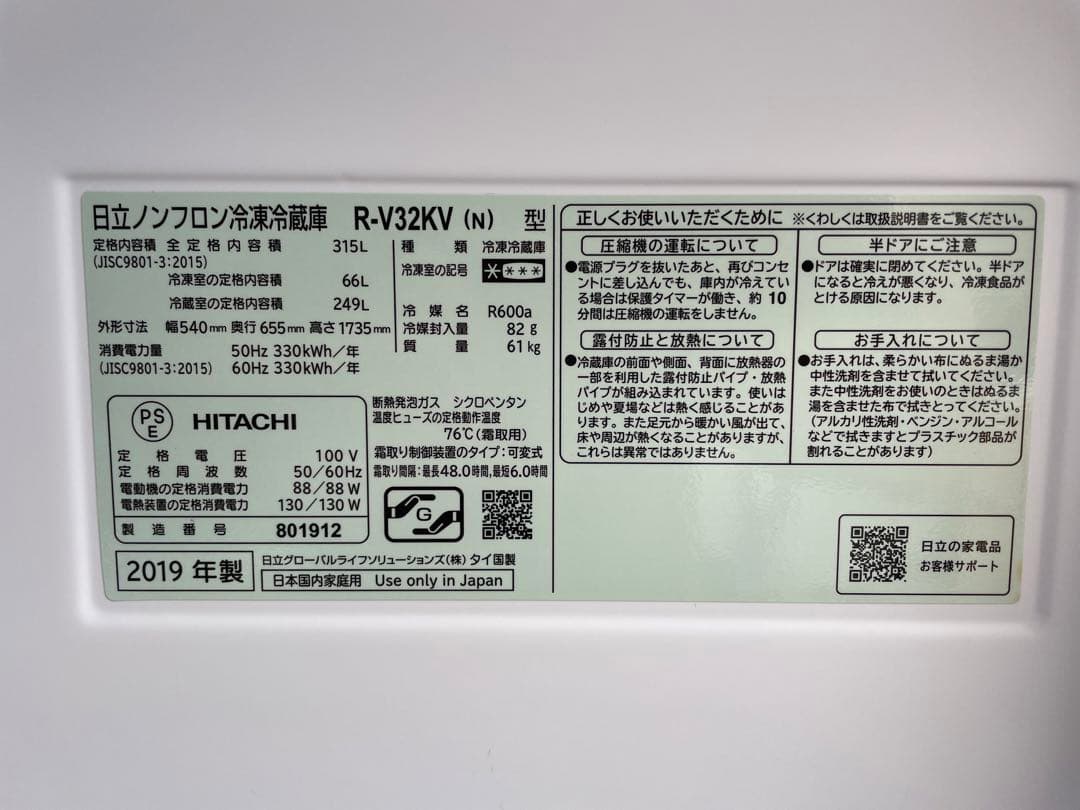 日立ノンフロン冷凍冷蔵庫 R-V32KV (N) 型
定格内容積 全定格内容積 315L
(JISC9801-3:2015)
冷凍室の定格内容積 66L
冷蔵室の定格内容積 249L
外形寸法 幅540mm 奥行655mm 高さ1735mm
消費電力量 50Hz 330kWh/年
(JISC9801-3:2015) 60Hz 330kWh/年
種類 冷凍冷蔵庫
冷凍室の記号 ****
冷媒名 R600a
冷媒封入量 82g
質量 61kg
PS
E
HITACHI
定格電圧 100V
定格周波数 50/60Hz
電動機の定格消費電力 88/88W
電熱装置の定格消費電力 130/130W
製造番号 801912
断熱発泡ガス シクロペンタン
温度ヒューズの定格動作温度
76℃(霜取用)
霜取り制御装置のタイプ:可変式
霜取り間隔:最長48.0時間,最短6.0時間
G
2019 年製
日立グローバルライフソリューションズ(株) タイ国製
日本国内家庭用 Use only in Japan
正しくお使いいただくために ※くわしくは取扱説明書をご覧ください。
圧縮機の運転について
●電源プラグを抜いたあと、再びコンセ
ントに差し込んでも、庫内が冷えてい
る場合は保護タイマーが働き、約10
分間は圧縮機の運転をしません。
露付防止と放熱について
●冷蔵庫の前面や側面、背面に放熱器の
一部を利用した露付防止パイプ・放熱
パイプが組み込まれています。使いは
じめや夏場などは熱く感じることがあ
ります。また足元から暖かい風が出て、
床や周辺が熱くなることがありますが、
これらは異常ではありません。
半ドアにご注意
●ドアは確実に閉めてください。半ドア
になると冷えが悪くなり、冷凍食品が
とける原因になります。
お手入れについて
●お手入れは、柔らかい布にぬるま湯か
中性洗剤を含ませて拭いてください。
また中性洗剤をお使いのときはぬるま
湯を含ませた布で拭きとってください。
(アルカリ性洗剤・ベンジン・アルコール
などで拭きますとプラスチック部品が
割れることがあります)
日立の家電品
お客様サポート